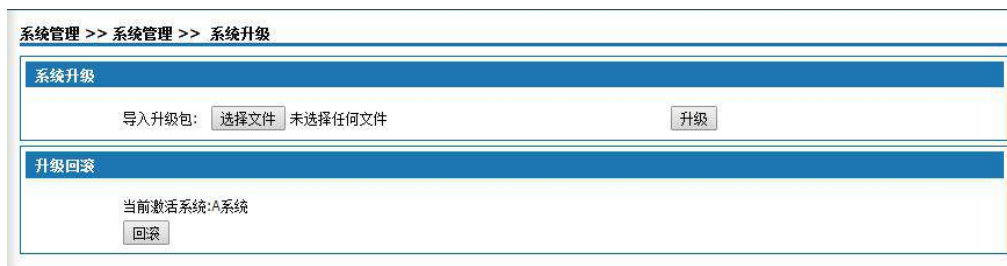 系统管理 >> 系统管理 >> 系统升级
系统升级
导入升级包: 选择文件 未选择任何文件 升级
升级回滚
当前激活系统:A系统
回滚